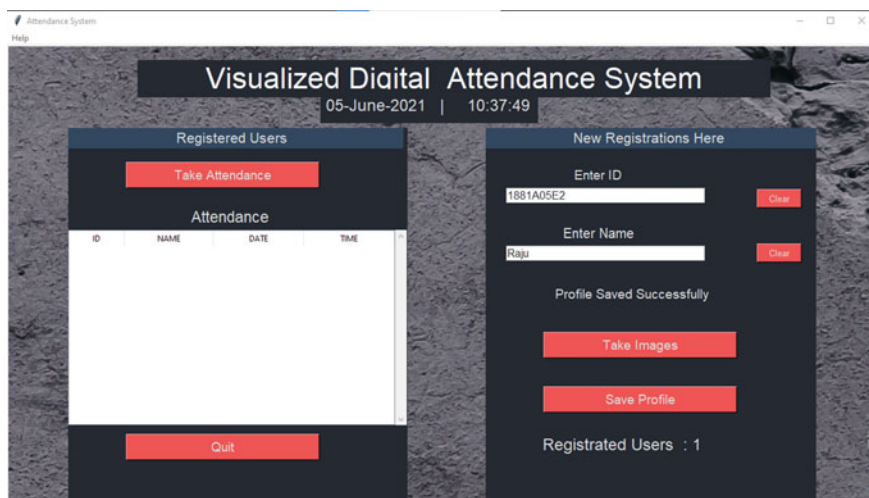 Attendance System
Help
Visualized Digital Attendance System
05-June-2021 | 10:37:49
Registered Users
Take Attendance
Attendance
ID NAME DATE TIME
Quit
New Registrations Here
Enter ID
1881A05E2 Clear
Enter Name
Raju Clear
Profile Saved Successfully
Take Images
Save Profile
Registrated Users : 1